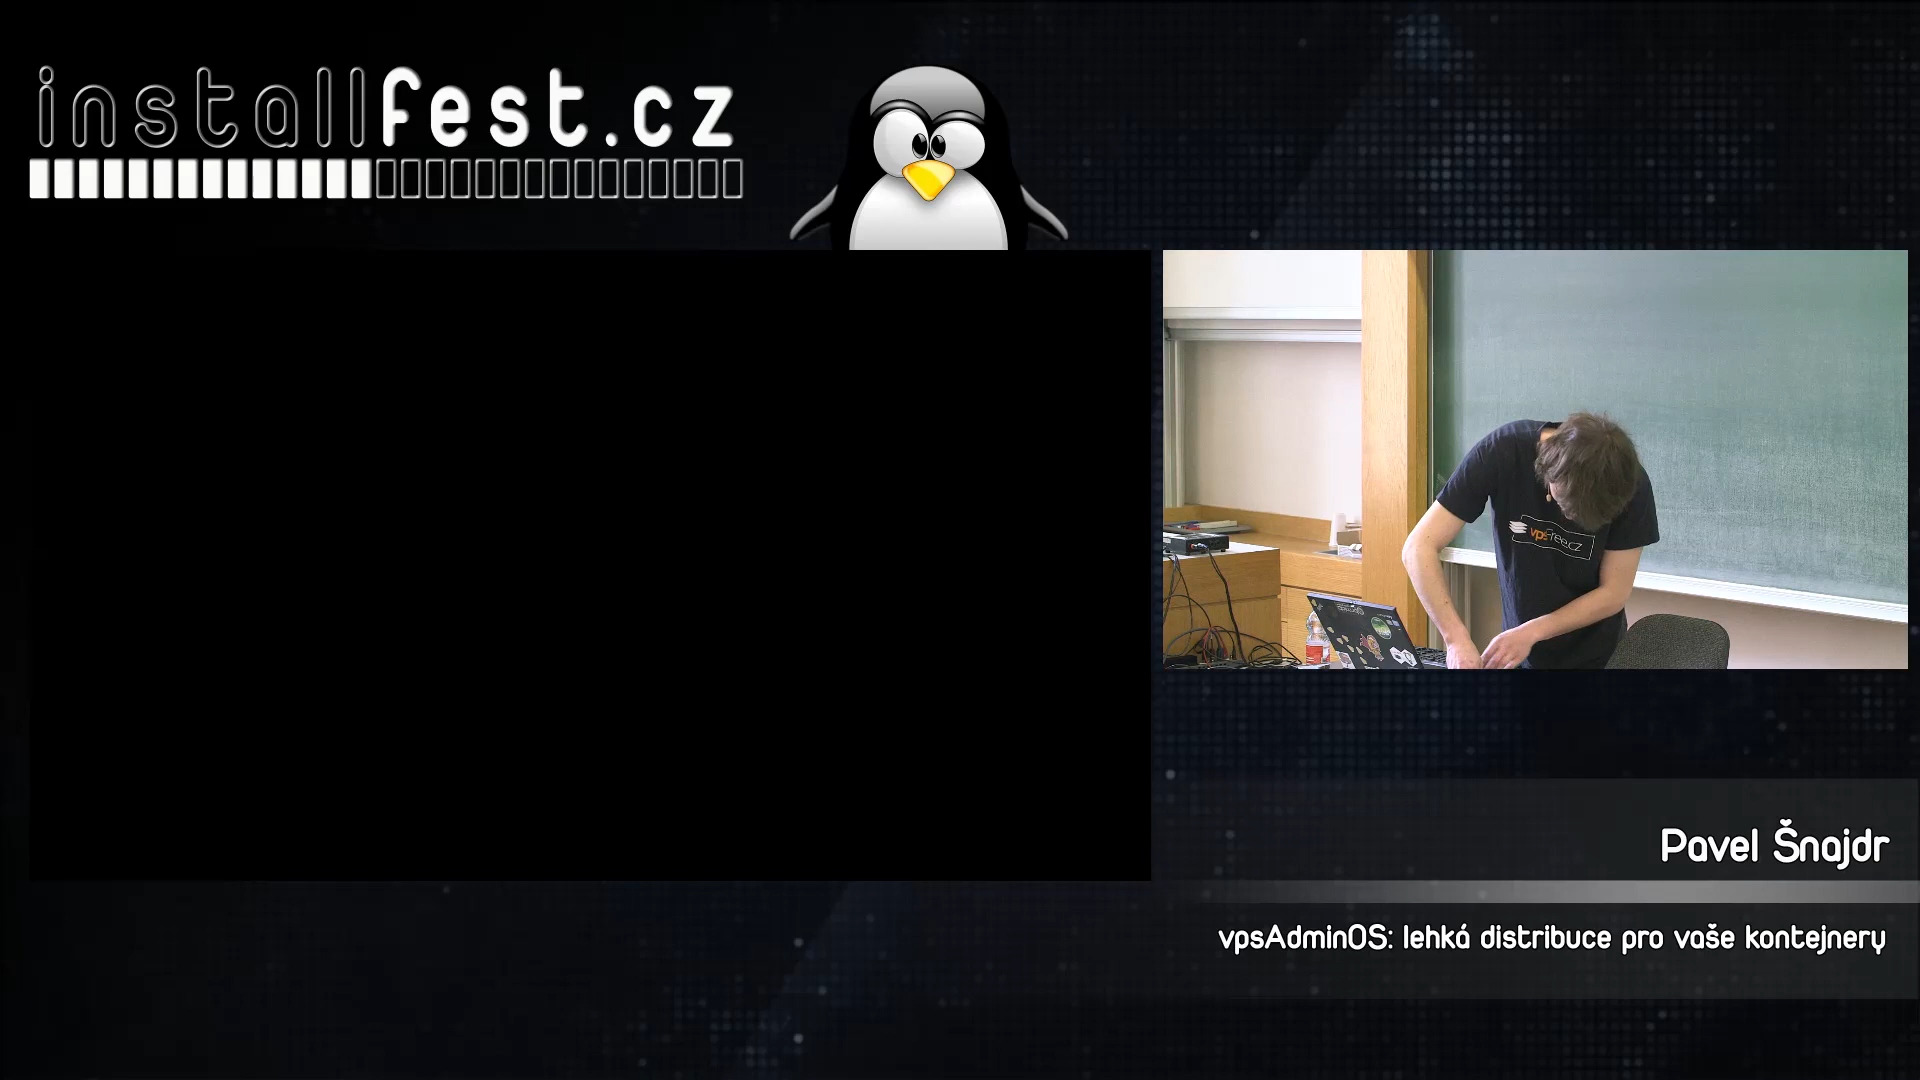 installfest.cz
vpsFree.cz
Pavel Šnajdr
vpsAdminOS: lehká distribuce pro vaše kontejnery